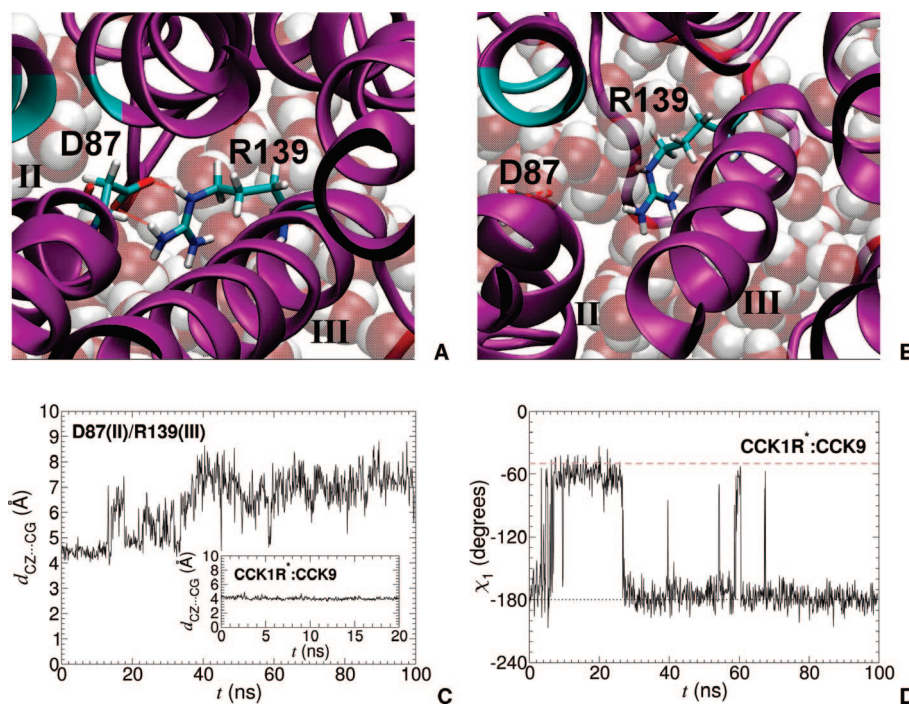 D87
R139
II
III
A
R139
D87
II
III
B
D87(II)/R139(III)
10
9
8
7
6
5
4
3
2
1
0
d_CZ···CG (Å)
CCK1R*:CCK9
10
8
6
4
2
0
d_CZ···CG (Å)
0 5 10 15 20
t (ns)
0 20 40 60 80 100
t (ns)
C
0
-60
-120
-180
-240
χ1 (degrees)
CCK1R*:CCK9
0 20 40 60 80 100
t (ns)
D